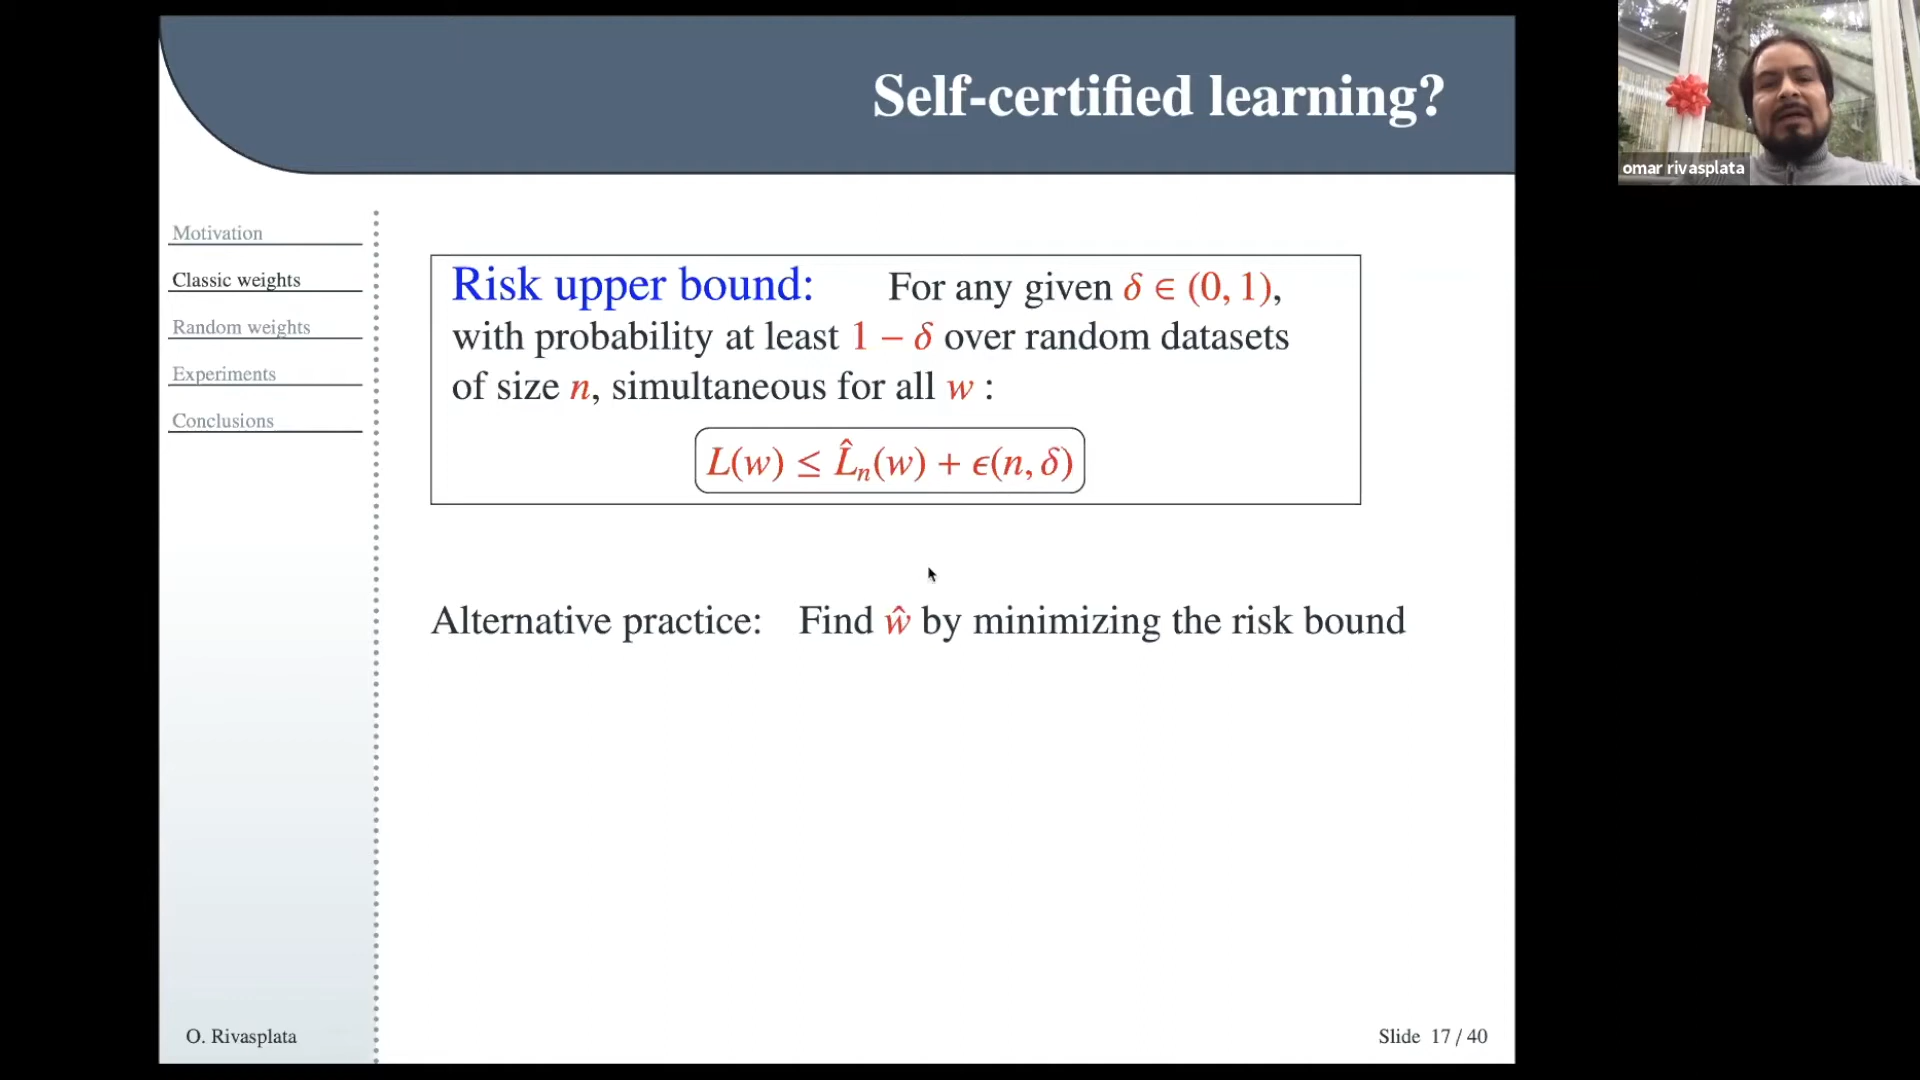 Self-certified learning?
omar rivasplata
Motivation
Classic weights
Random weights
Experiments
Conclusions
Risk upper bound: For any given δ ∈ (0, 1),
with probability at least 1 − δ over random datasets
of size n, simultaneous for all w :
L(w) ≤ L̂ₙ(w) + ϵ(n, δ)
Alternative practice: Find ŵ by minimizing the risk bound
O. Rivasplata
Slide 17 / 40